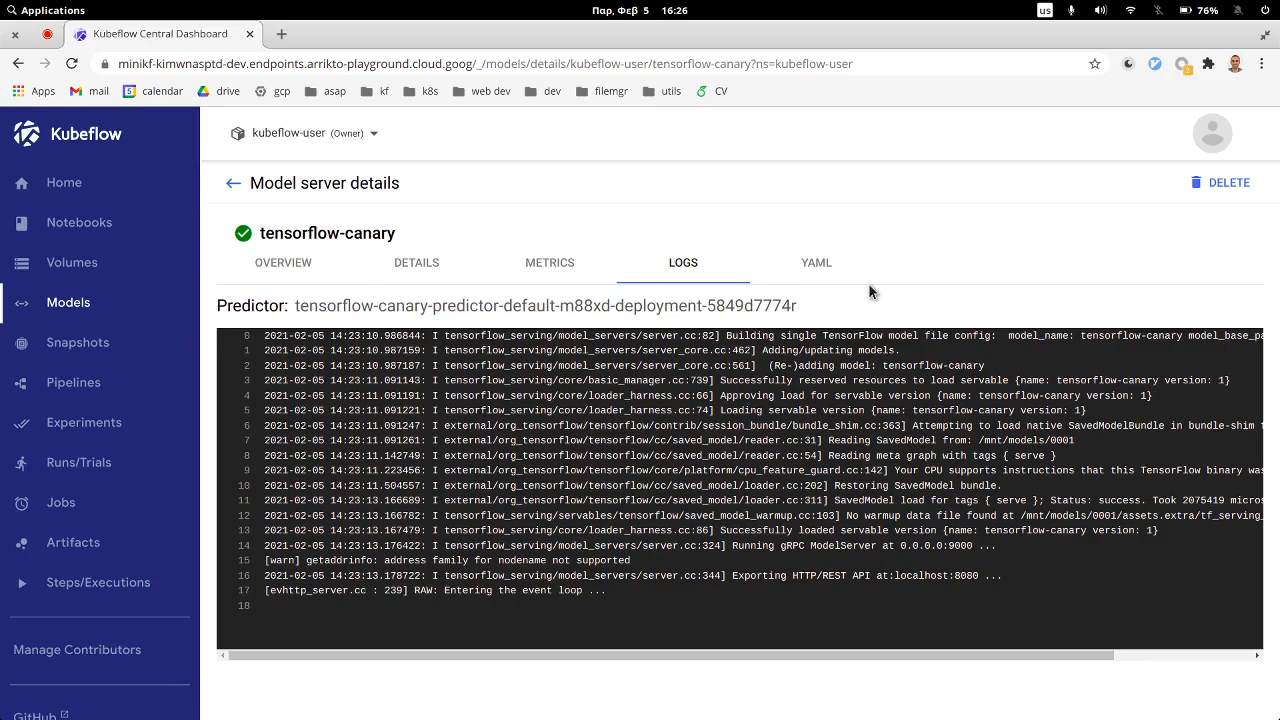 Applications
Παρ, Φεβ 5 16:26
us
76%
Kubeflow Central Dashboard
minikf-kimwnasptd-dev.endpoints.arrikto-playground.cloud.goog/_/models/details/kubeflow-user/tensorflow-canary?ns=kubeflow-user
2
Apps mail calendar drive gcp asap kf k8s web dev dev filemgr utils CV
Kubeflow
kubeflow-user (Owner)
Home
Notebooks
Volumes
Models
Snapshots
Pipelines
Experiments
Runs/Trials
Jobs
Artifacts
Steps/Executions
Manage Contributors
GitHub
Model server details
DELETE
tensorflow-canary
OVERVIEW DETAILS METRICS LOGS YAML
Predictor: tensorflow-canary-predictor-default-m88xd-deployment-5849d7774r
0 2021-02-05 14:23:10.986844: I tensorflow_serving/model_servers/server.cc:82] Building single TensorFlow model file config: model_name: tensorflow-canary model_base_pa
1 2021-02-05 14:23:10.987159: I tensorflow_serving/model_servers/server_core.cc:462] Adding/updating models.
2 2021-02-05 14:23:10.987187: I tensorflow_serving/model_servers/server_core.cc:561] (Re-)adding model: tensorflow-canary
3 2021-02-05 14:23:11.091143: I tensorflow_serving/core/basic_manager.cc:739] Successfully reserved resources to load servable {name: tensorflow-canary version: 1}
4 2021-02-05 14:23:11.091191: I tensorflow_serving/core/loader_harness.cc:66] Approving load for servable version {name: tensorflow-canary version: 1}
5 2021-02-05 14:23:11.091221: I tensorflow_serving/core/loader_harness.cc:74] Loading servable version {name: tensorflow-canary version: 1}
6 2021-02-05 14:23:11.091247: I external/org_tensorflow/tensorflow/contrib/session_bundle/bundle_shim.cc:363] Attempting to load native SavedModelBundle in bundle-shim f
7 2021-02-05 14:23:11.091261: I external/org_tensorflow/tensorflow/cc/saved_model/reader.cc:31] Reading SavedModel from: /mnt/models/0001
8 2021-02-05 14:23:11.142749: I external/org_tensorflow/tensorflow/cc/saved_model/reader.cc:54] Reading meta graph with tags { serve }
9 2021-02-05 14:23:11.223456: I external/org_tensorflow/tensorflow/core/platform/cpu_feature_guard.cc:142] Your CPU supports instructions that this TensorFlow binary was
10 2021-02-05 14:23:11.504557: I external/org_tensorflow/tensorflow/cc/saved_model/loader.cc:202] Restoring SavedModel bundle.
11 2021-02-05 14:23:13.166689: I external/org_tensorflow/tensorflow/cc/saved_model/loader.cc:311] SavedModel load for tags { serve }; Status: success. Took 2075419 micros
12 2021-02-05 14:23:13.166782: I tensorflow_serving/servables/tensorflow/saved_model_warmup.cc:103] No warmup data file found at /mnt/models/0001/assets.extra/tf_serving_
13 2021-02-05 14:23:13.167479: I tensorflow_serving/core/loader_harness.cc:86] Successfully loaded servable version {name: tensorflow-canary version: 1}
14 2021-02-05 14:23:13.176422: I tensorflow_serving/model_servers/server.cc:324] Running gRPC ModelServer at 0.0.0.0:9000 ...
15 [warn] getaddrinfo: address family for nodename not supported
16 2021-02-05 14:23:13.178722: I tensorflow_serving/model_servers/server.cc:344] Exporting HTTP/REST API at:localhost:8080 ...
17 [evhttp_server.cc : 239] RAW: Entering the event loop ...
18